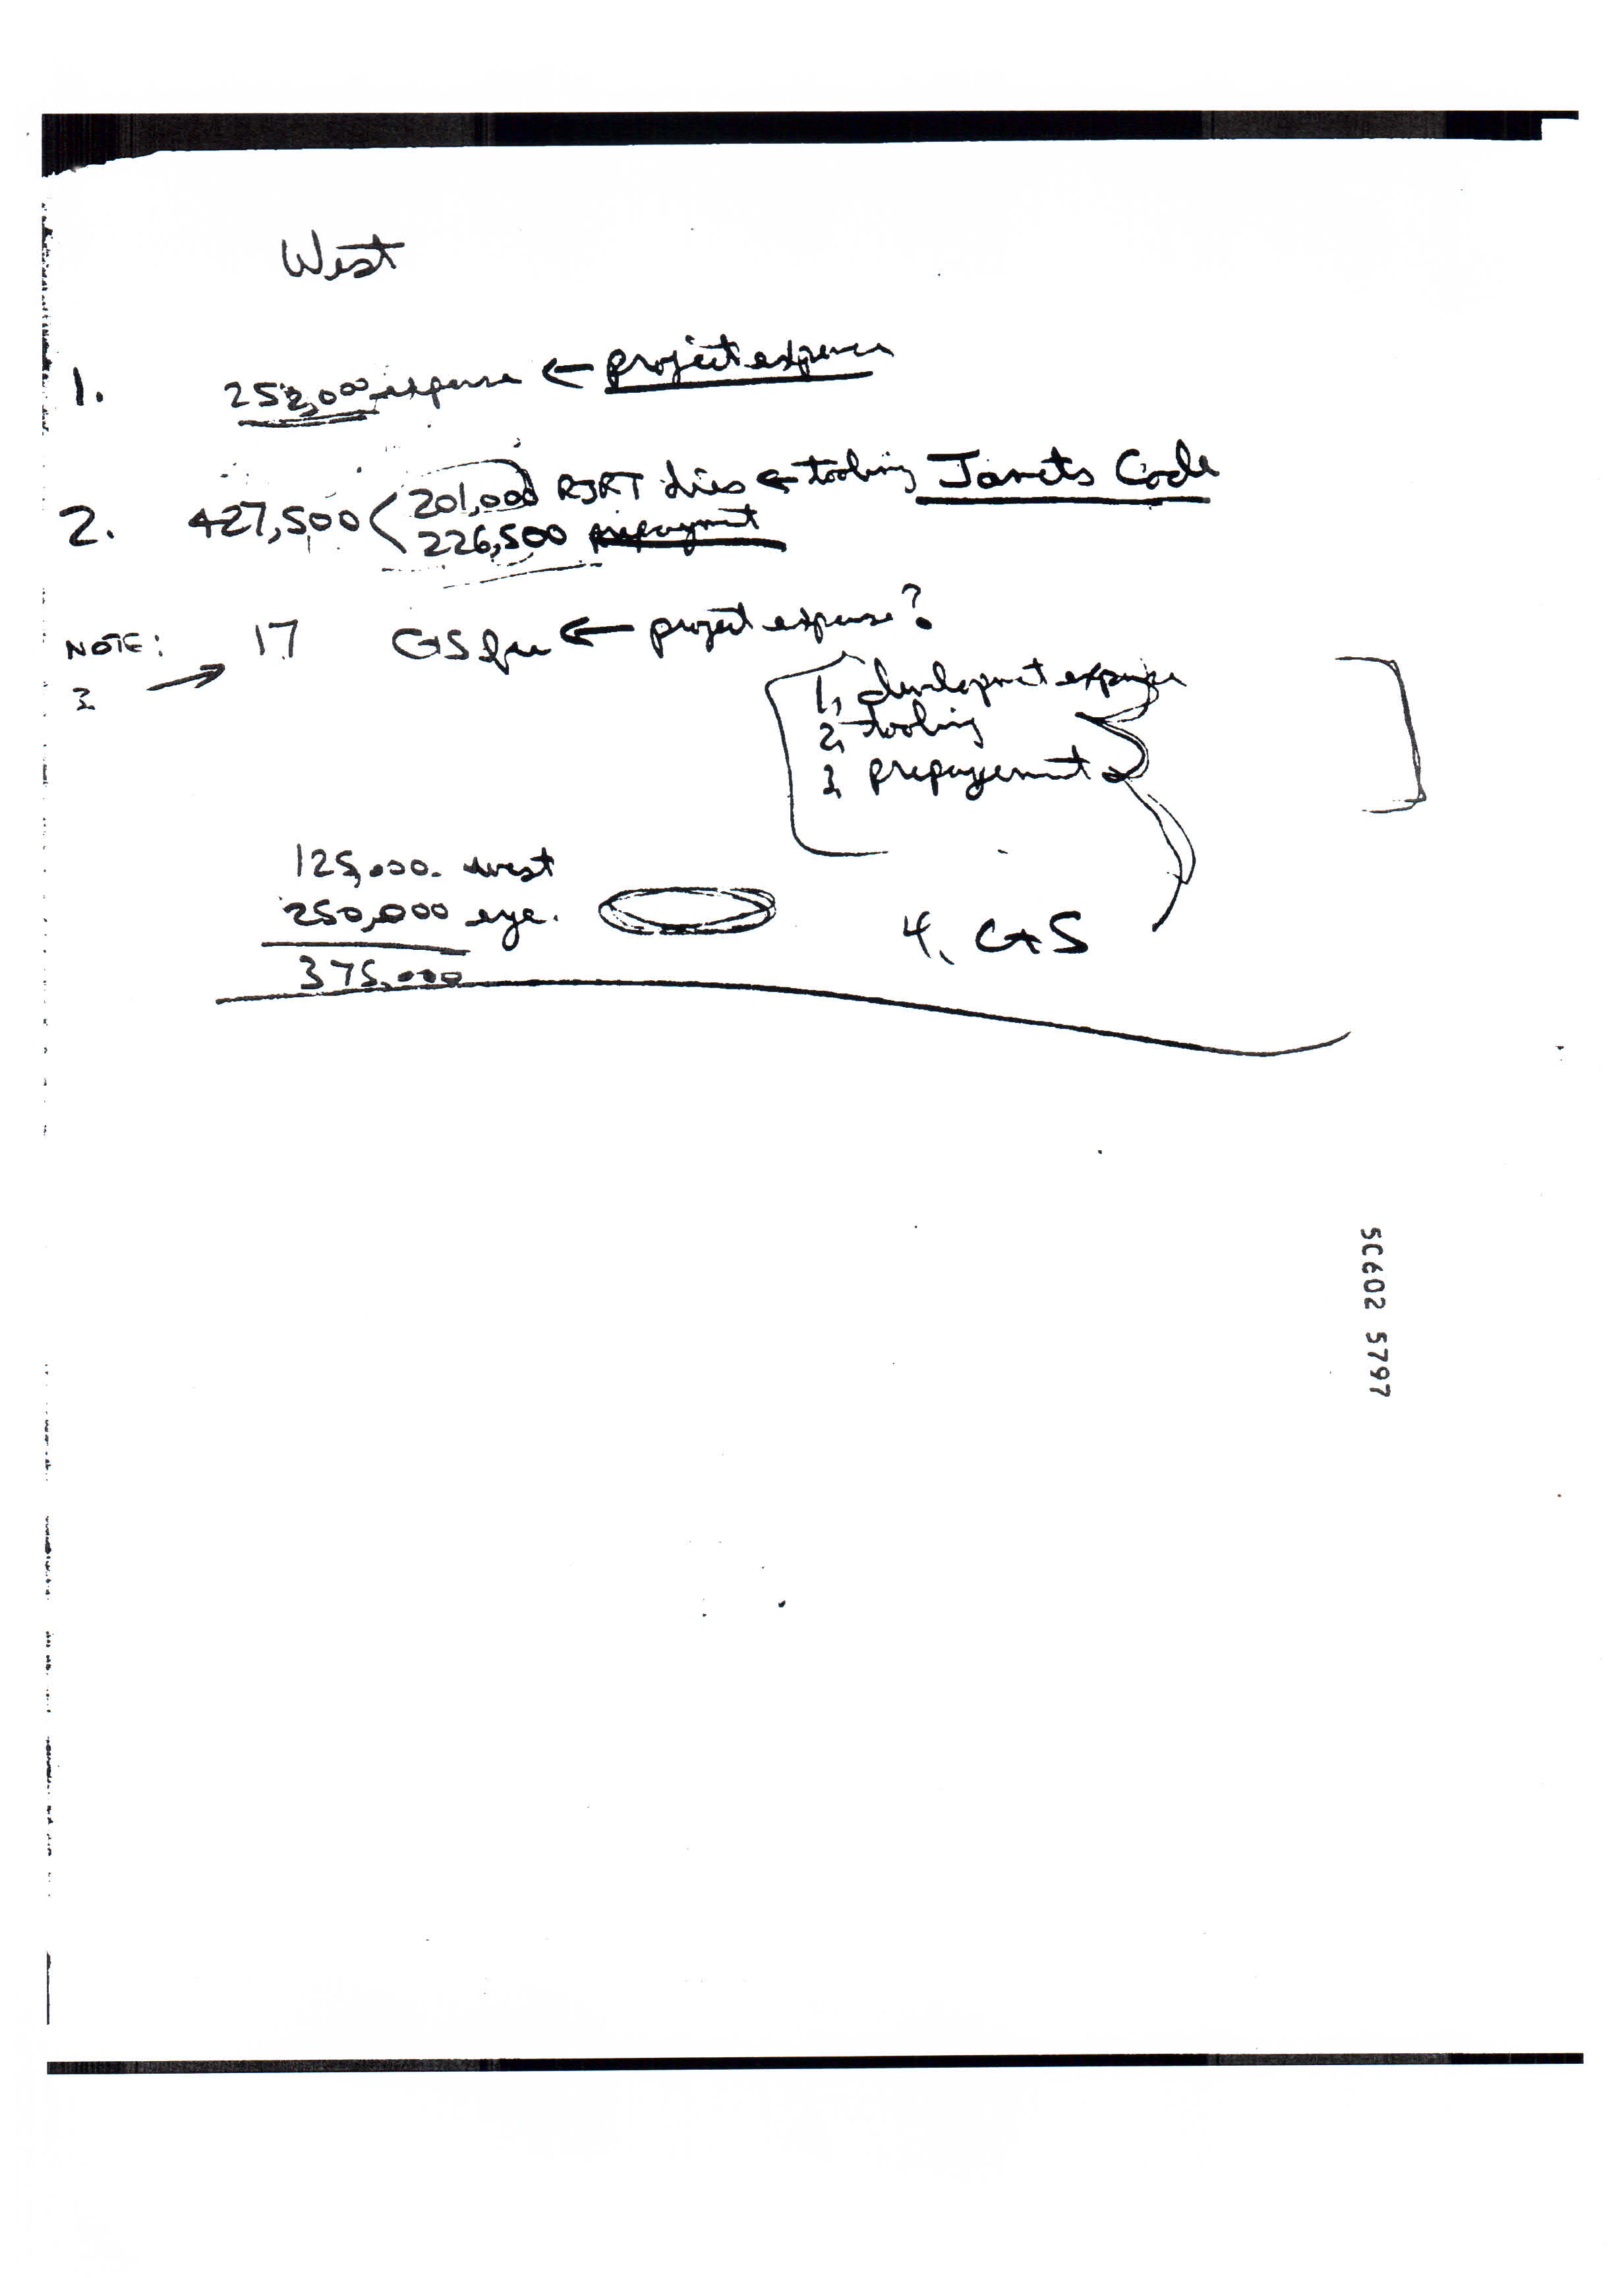 West
1. 252,000 expense ← project expense
2. 427,500 ( 201,000 RJRT dies ← tooling Janets Code
226,500 prepayment
NOTE: 17 G+S fee ← project expense?
3 →
1, development expense
2, tooling
3, prepayement
125,000. west
250,000 eye.
375,000
4, G+S
SC602 5797